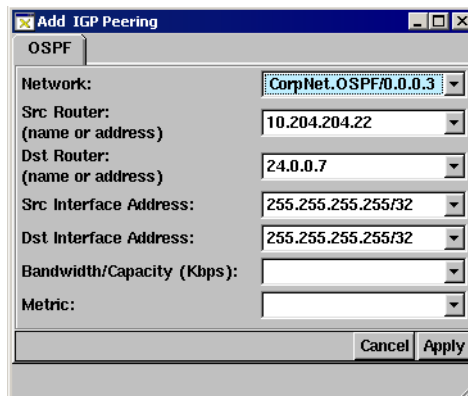 Add IGP Peering
OSPF
Network: CorpNet.OSPF/0.0.0.3
Src Router:
(name or address) 10.204.204.22
Dst Router:
(name or address) 24.0.0.7
Src Interface Address: 255.255.255.255/32
Dst Interface Address: 255.255.255.255/32
Bandwidth/Capacity (Kbps):
Metric:
Cancel Apply